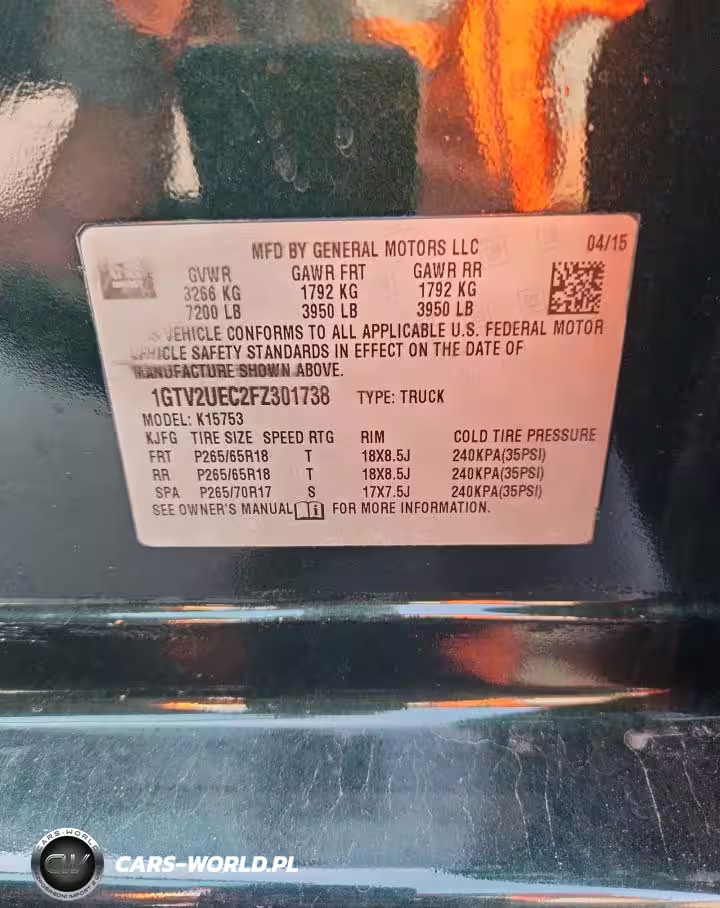 MFD BY GENERAL MOTORS LLC 04/15
GVWR GAWR FRT GAWR RR
3266 KG 1792 KG 1792 KG
7200 LB 3950 LB 3950 LB
VEHICLE CONFORMS TO ALL APPLICABLE U.S. FEDERAL MOTOR
VEHICLE SAFETY STANDARDS IN EFFECT ON THE DATE OF
MANUFACTURE SHOWN ABOVE.
1GTV2UEC2FZ301738 TYPE: TRUCK
MODEL: K15753
KJFG TIRE SIZE SPEED RTG RIM COLD TIRE PRESSURE
FRT P265/65R18 T 18X8.5J 240KPA(35PSI)
RR P265/65R18 T 18X8.5J 240KPA(35PSI)
SPA P265/70R17 S 17X7.5J 240KPA(35PSI)
SEE OWNER'S MANUAL i FOR MORE INFORMATION.
CARS-WORLD
CW
CARS-WORLD.PL